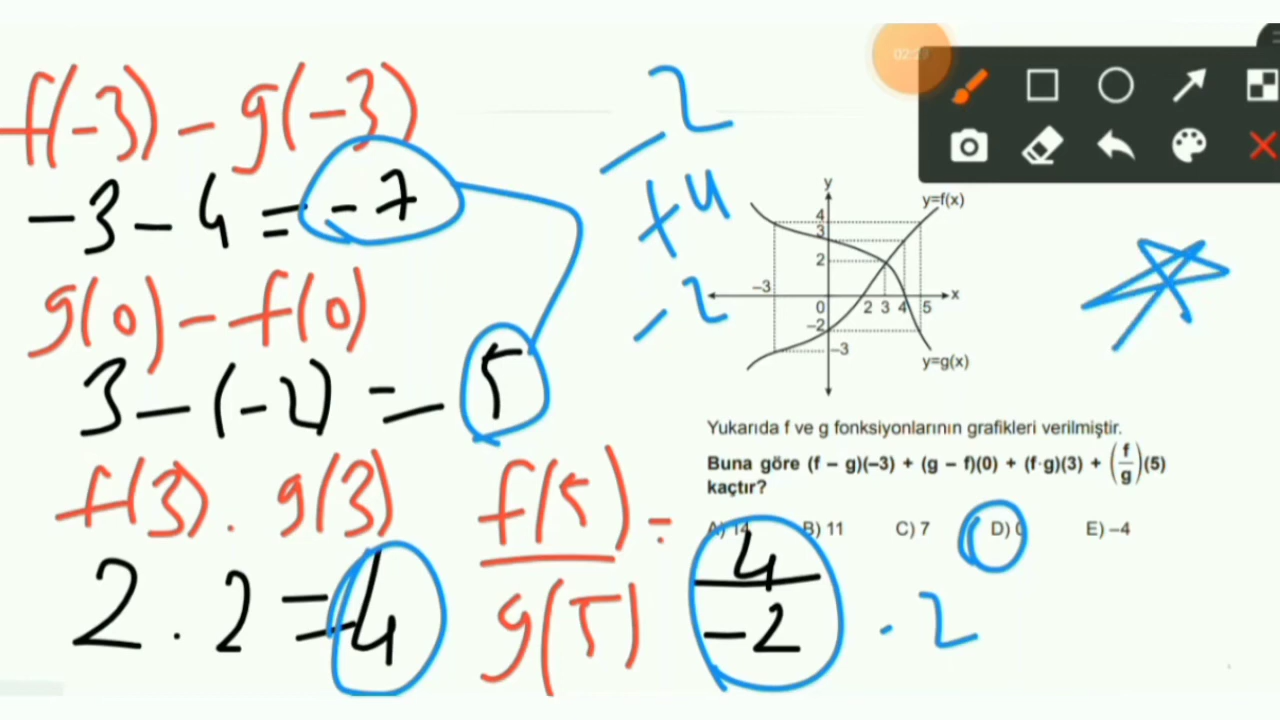 f(-3) - g(-3)
-3 - 4 = -7
g(0) - f(0)
3 - (-2) = - 5
f(3) . g(3)
2 . 2 = 4
f(5)
g(5)
=
4
-2
-2
-2
+4
-2
02:23
y
y=f(x)
4
3
2
-3
0
2 3 4 5
x
-2
-3
y=g(x)
Yukarıda f ve g fonksiyonlarının grafikleri verilmiştir.
Buna göre (f − g)(−3) + (g − f)(0) + (f·g)(3) + (f/g)(5)
kaçtır?
A) 14 B) 11 C) 7 D) 0 E) −4